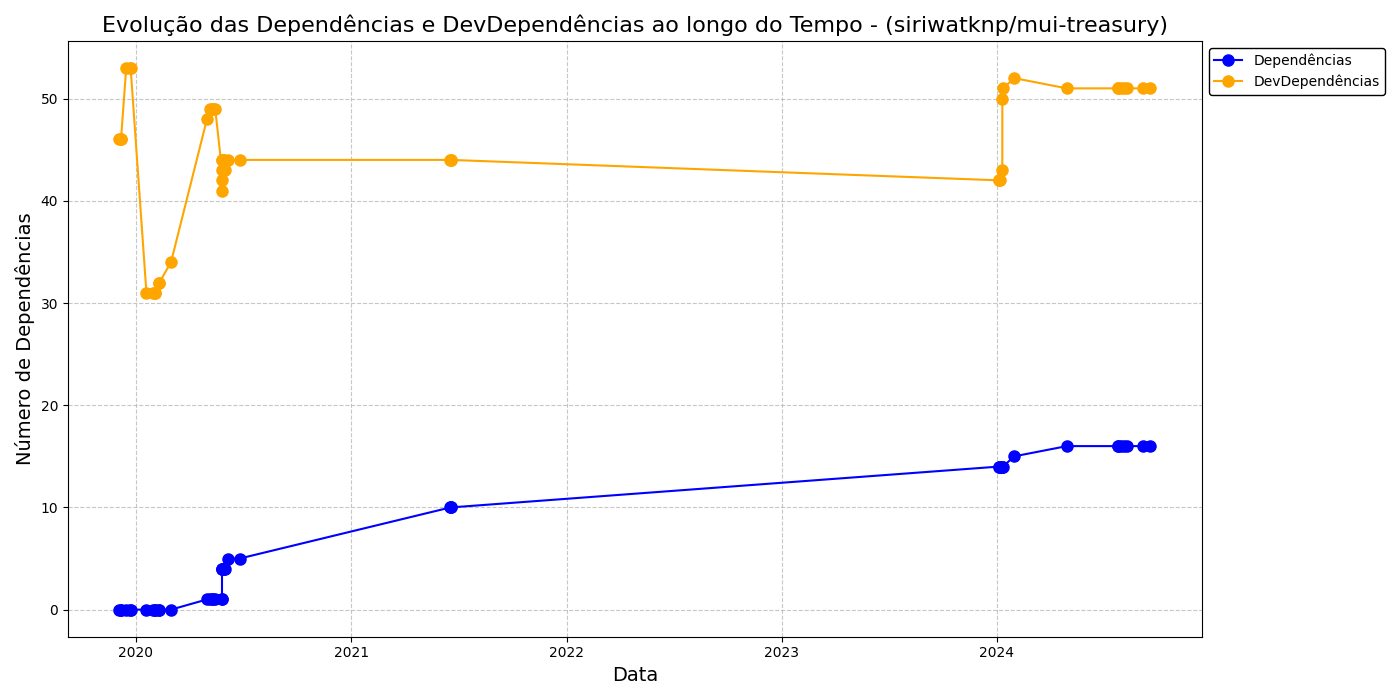 Evolução das Dependências e DevDependências ao longo do Tempo - (siriwatknp/mui-treasury)
Dependências
DevDependências
Número de Dependências
50
40
30
20
10
0
2020
2021
2022
2023
2024
Data